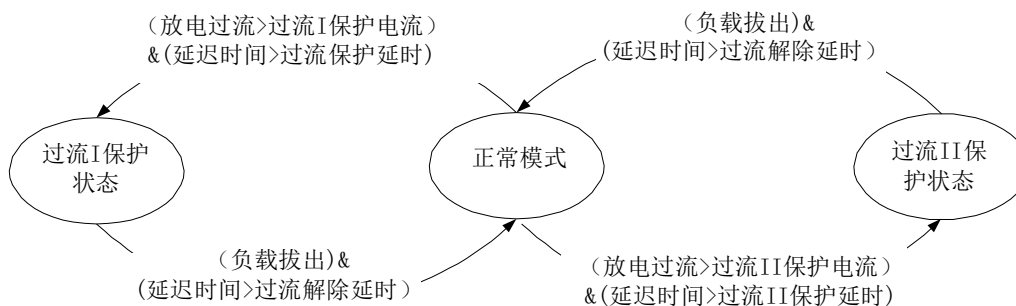 （放电过流>过流I保护电流）
&(延迟时间>过流保护延时)
（负载拔出)&
(延迟时间>过流解除延时）
过流I保护
状态
正常模式
过流II保
护状态
（负载拔出)&
(延迟时间>过流解除延时）
（放电过流>过流II保护电流）
&(延迟时间>过流II保护延时)